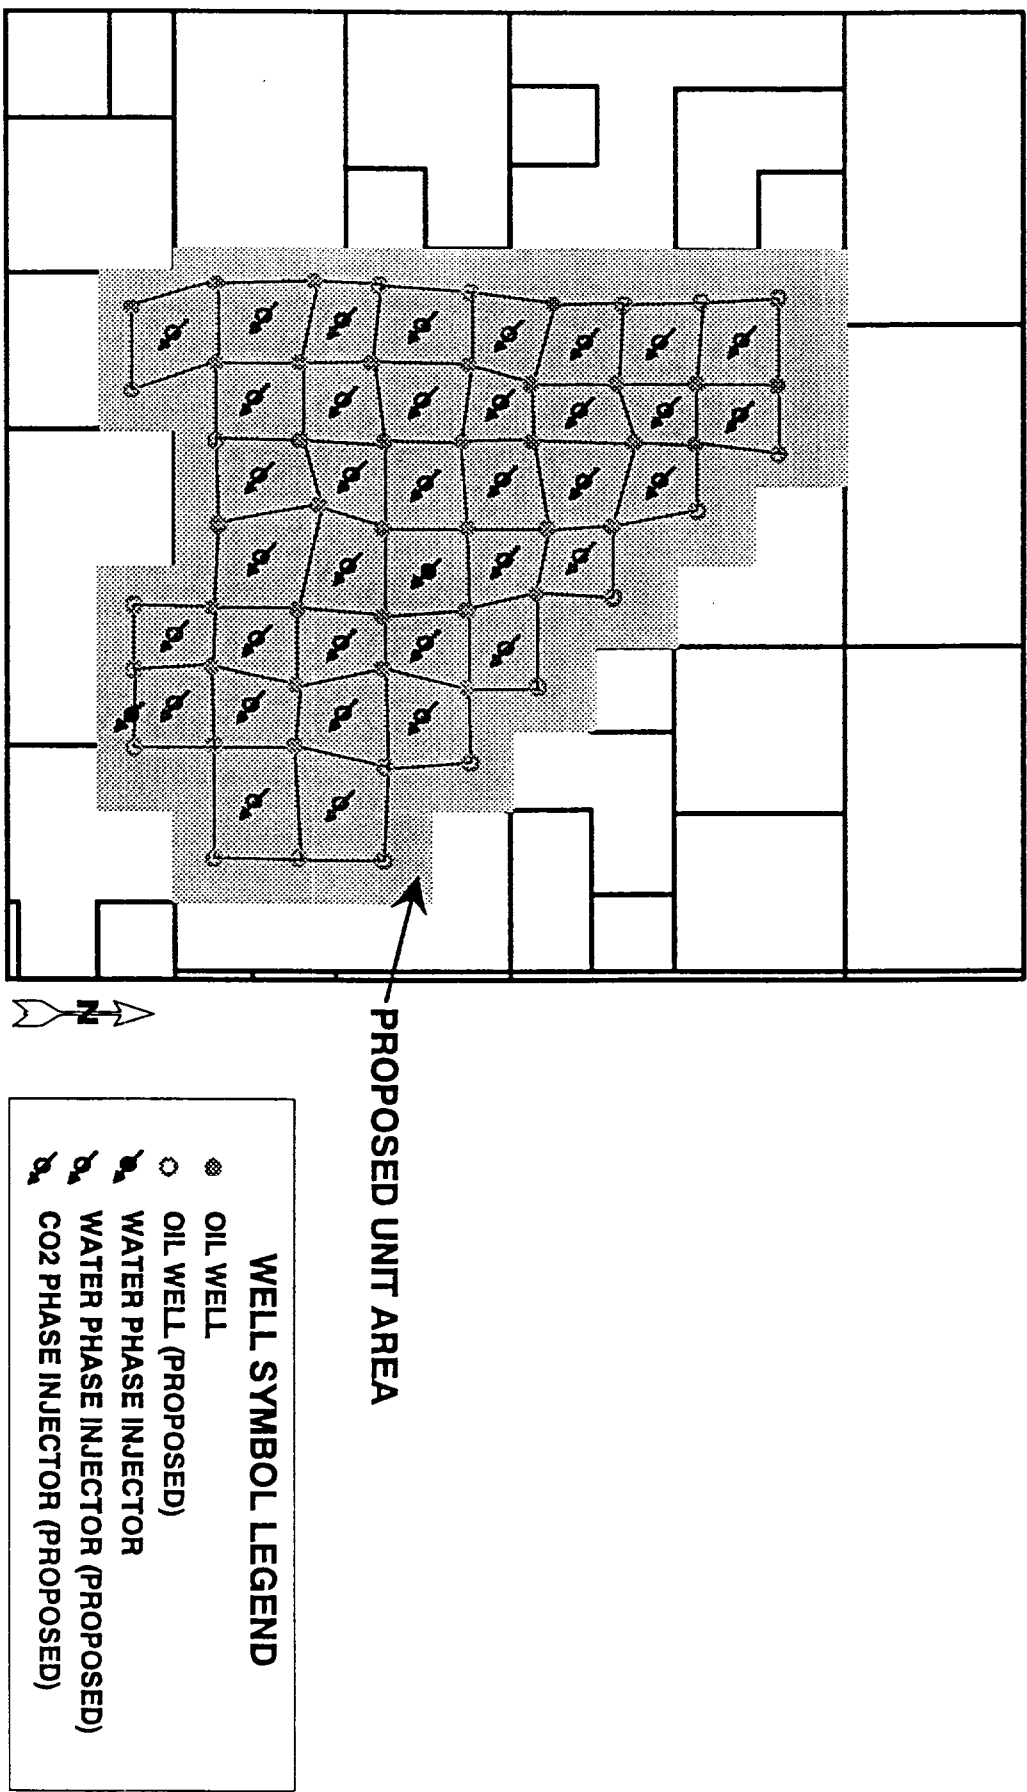 PROPOSED UNIT AREA
N
WELL SYMBOL LEGEND
OIL WELL
OIL WELL (PROPOSED)
WATER PHASE INJECTOR
WATER PHASE INJECTOR (PROPOSED)
CO2 PHASE INJECTOR (PROPOSED)